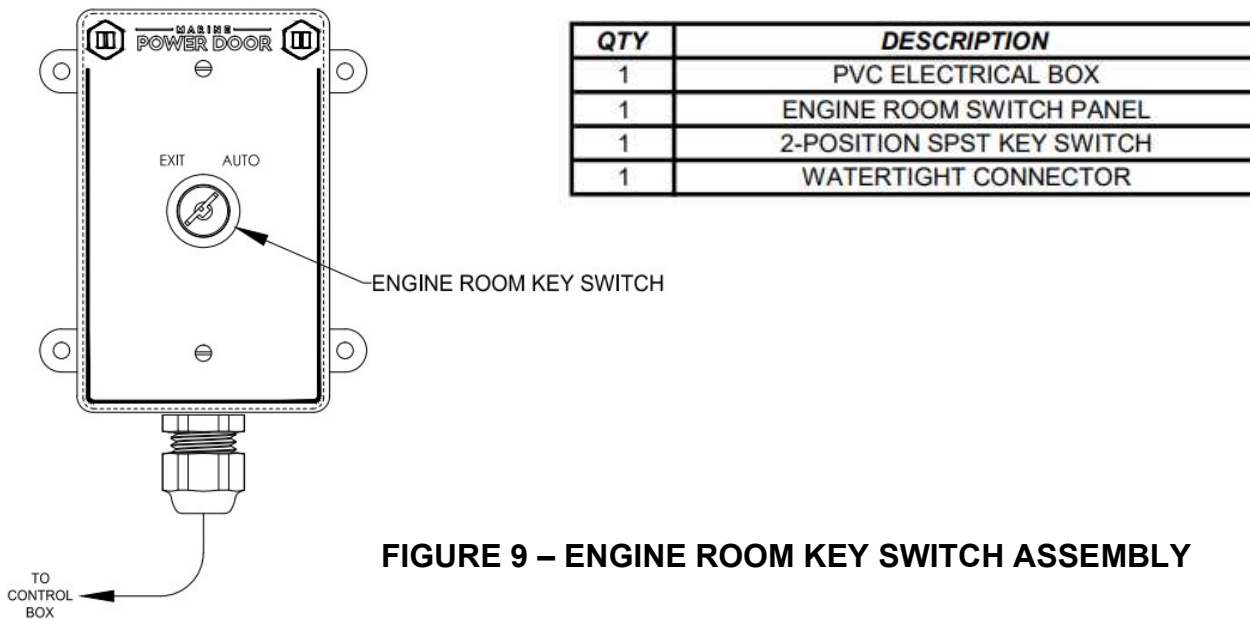 MARINE
POWER DOOR
EXIT AUTO
ENGINE ROOM KEY SWITCH
TO
CONTROL
BOX
QTY DESCRIPTION
1 PVC ELECTRICAL BOX
1 ENGINE ROOM SWITCH PANEL
1 2-POSITION SPST KEY SWITCH
1 WATERTIGHT CONNECTOR
FIGURE 9 – ENGINE ROOM KEY SWITCH ASSEMBLY